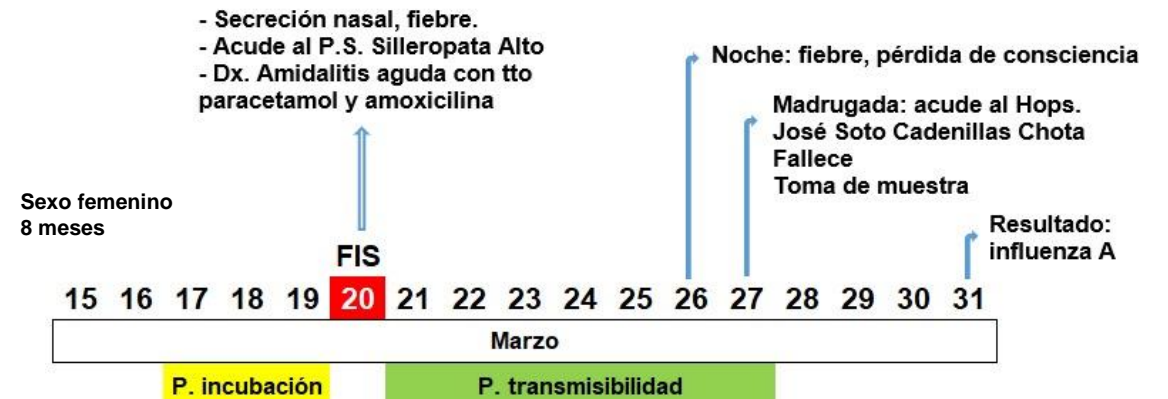 - Secreción nasal, fiebre.
- Acude al P.S. Silleropata Alto
- Dx. Amidalitis aguda con tto
paracetamol y amoxicilina
Noche: fiebre, pérdida de consciencia
Madrugada: acude al Hops.
José Soto Cadenillas Chota
Fallece
Toma de muestra
Sexo femenino
8 meses
Resultado:
influenza A
FIS
15 16 17 18 19 20 21 22 23 24 25 26 27 28 29 30 31
Marzo
P. incubación P. transmisibilidad